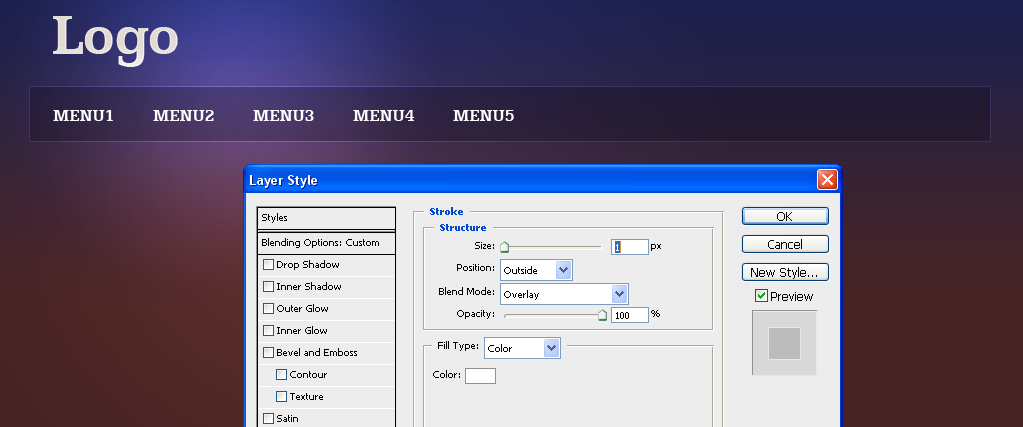 Logo
MENU1 MENU2 MENU3 MENU4 MENU5
Layer Style
Styles
Blending Options: Custom
Drop Shadow
Inner Shadow
Outer Glow
Inner Glow
Bevel and Emboss
Contour
Texture
Satin
Stroke
Structure
Size: 1 px
Position: Outside
Blend Mode: Overlay
Opacity: 100 %
Fill Type: Color
Color:
OK
Cancel
New Style...
Preview